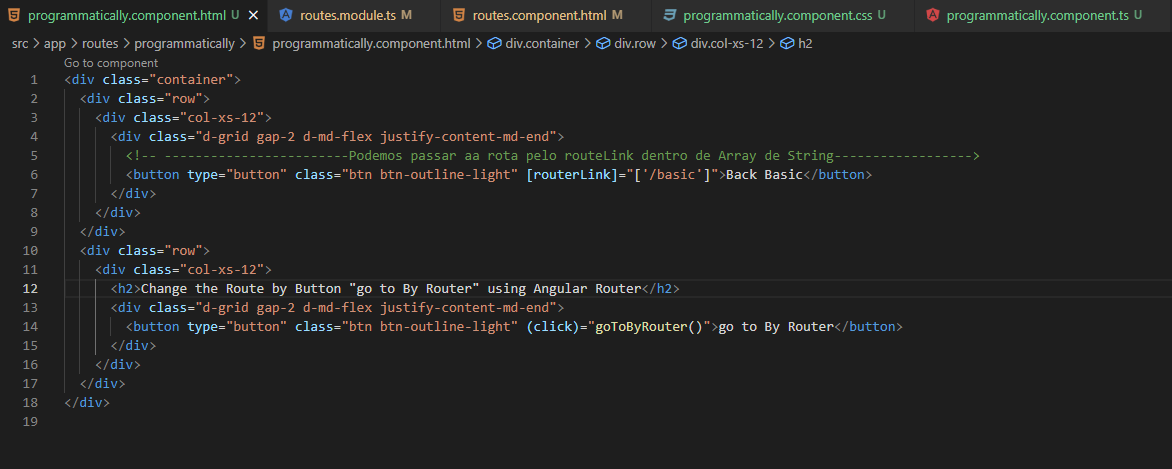 programmatically.component.html U routes.module.ts M routes.component.html M programmatically.component.css U programmatically.component.ts U
src > app > routes > programmatically > programmatically.component.html > div.container > div.row > div.col-xs-12 > h2
Go to component
1 <div class="container">
2 <div class="row">
3 <div class="col-xs-12">
4 <div class="d-grid gap-2 d-md-flex justify-content-md-end">
5 <!-- ------------------------Podemos passar aa rota pelo routeLink dentro de Array de String------------------>
6 <button type="button" class="btn btn-outline-light" [routerLink]="['/basic']">Back Basic</button>
7 </div>
8 </div>
9 </div>
10 <div class="row">
11 <div class="col-xs-12">
12 <h2>Change the Route by Button "go to By Router" using Angular Router</h2>
13 <div class="d-grid gap-2 d-md-flex justify-content-md-end">
14 <button type="button" class="btn btn-outline-light" (click)="goToByRouter()">go to By Router</button>
15 </div>
16 </div>
17 </div>
18 </div>
19